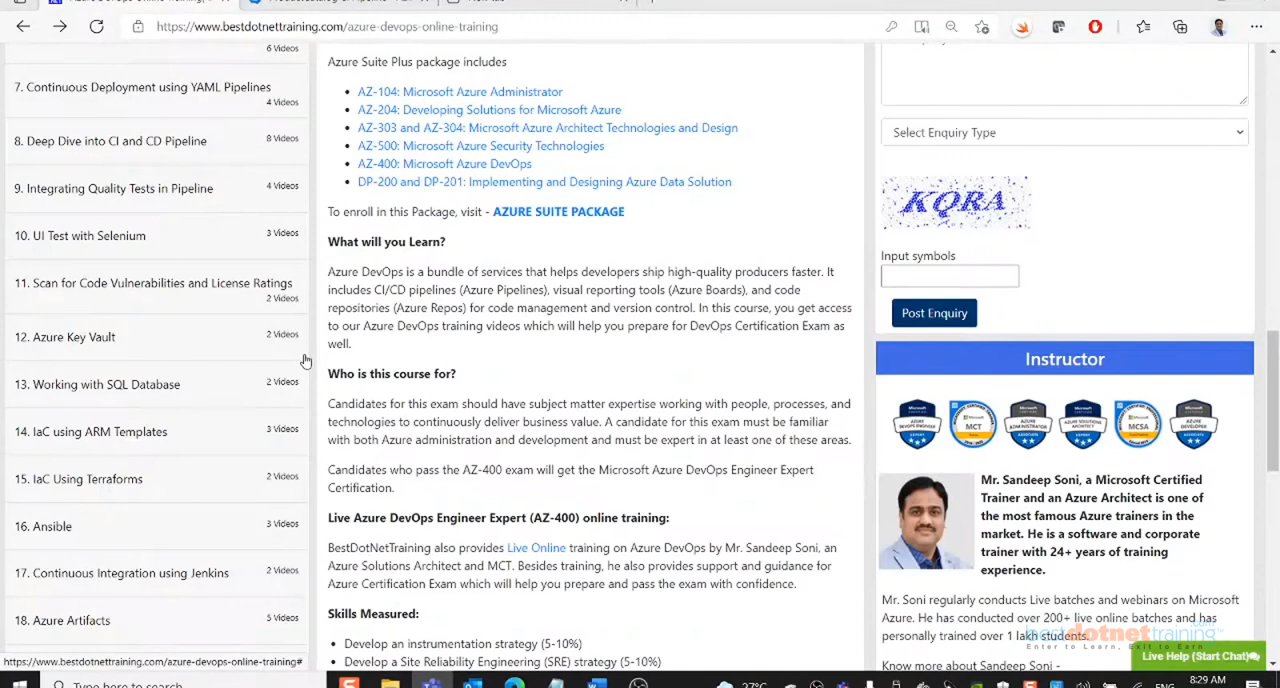 https://www.bestdotnettraining.com/azure-devops-online-training
6 Videos
7. Continuous Deployment using YAML Pipelines
4 Videos
8. Deep Dive into CI and CD Pipeline
8 Videos
9. Integrating Quality Tests in Pipeline
4 Videos
10. UI Test with Selenium
3 Videos
11. Scan for Code Vulnerabilities and License Ratings
2 Videos
12. Azure Key Vault
2 Videos
13. Working with SQL Database
2 Videos
14. IaC using ARM Templates
3 Videos
15. IaC Using Terraforms
2 Videos
16. Ansible
3 Videos
17. Continuous Integration using Jenkins
2 Videos
18. Azure Artifacts
5 Videos
https://www.bestdotnettraining.com/azure-devops-online-training#
Azure Suite Plus package includes
• AZ-104: Microsoft Azure Administrator
• AZ-204: Developing Solutions for Microsoft Azure
• AZ-303 and AZ-304: Microsoft Azure Architect Technologies and Design
• AZ-500: Microsoft Azure Security Technologies
• AZ-400: Microsoft Azure DevOps
• DP-200 and DP-201: Implementing and Designing Azure Data Solution
To enroll in this Package, visit - AZURE SUITE PACKAGE
What will you Learn?
Azure DevOps is a bundle of services that helps developers ship high-quality producers faster. It
includes CI/CD pipelines (Azure Pipelines), visual reporting tools (Azure Boards), and code
repositories (Azure Repos) for code management and version control. In this course, you get access
to our Azure DevOps training videos which will help you prepare for DevOps Certification Exam as
well.
Who is this course for?
Candidates for this exam should have subject matter expertise working with people, processes, and
technologies to continuously deliver business value. A candidate for this exam must be familiar
with both Azure administration and development and must be expert in at least one of these areas.
Candidates who pass the AZ-400 exam will get the Microsoft Azure DevOps Engineer Expert
Certification.
Live Azure DevOps Engineer Expert (AZ-400) online training:
BestDotNetTraining also provides Live Online training on Azure DevOps by Mr. Sandeep Soni, an
Azure Solutions Architect and MCT. Besides training, he also provides support and guidance for
Azure Certification Exam which will help you prepare and pass the exam with confidence.
Skills Measured:
• Develop an instrumentation strategy (5-10%)
• Develop a Site Reliability Engineering (SRE) strategy (5-10%)
Select Enquiry Type
KQRA
Input symbols
Post Enquiry
Instructor
MCT
MCSA
Mr. Sandeep Soni, a Microsoft Certified
Trainer and an Azure Architect is one of
the most famous Azure trainers in the
market. He is a software and corporate
trainer with 24+ years of training
experience.
Mr. Soni regularly conducts Live batches and webinars on Microsoft
Azure. He has conducted over 200+ live online batches and has
personally trained over 1 lakh students.
bestdotnettraining
Enter to Learn, Exit to Earn
Live Help (Start Chat)
Know more about Sandeep Soni -
Type here to search
27°C
ENG
8:29 AM